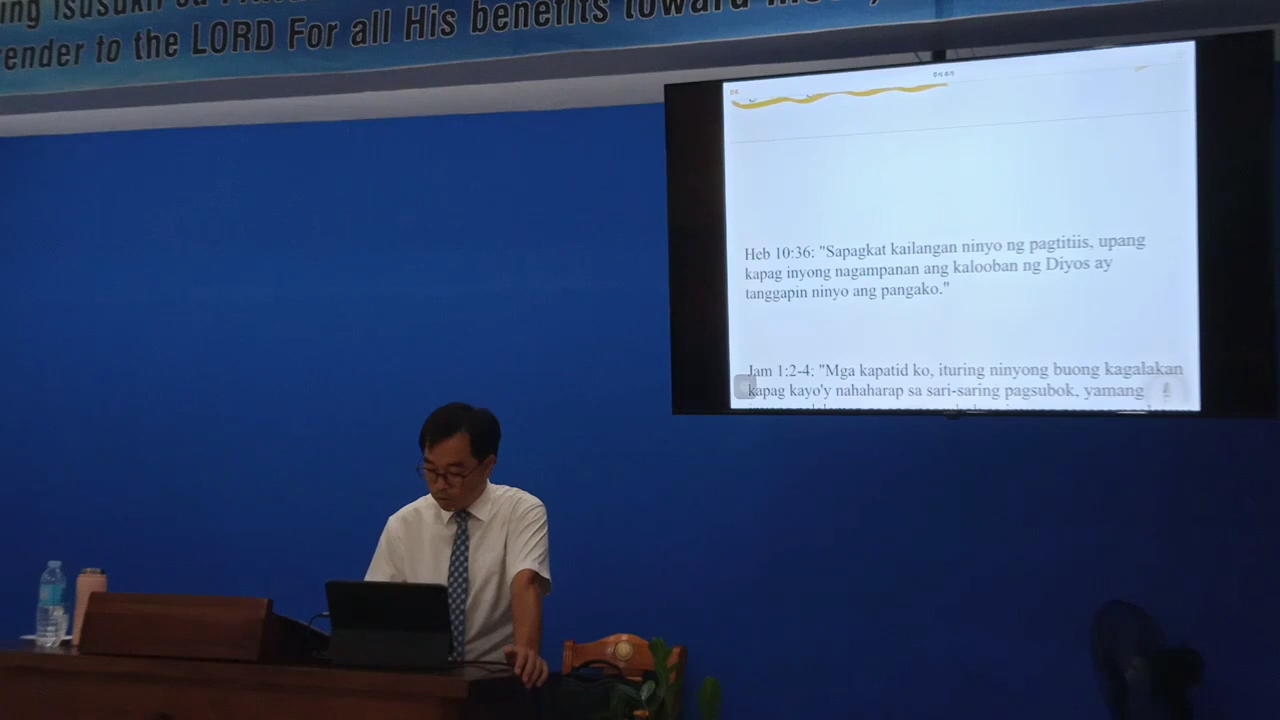 render to the LORD For all His benefits toward
Heb 10:36: "Sapagkat kailangan ninyo ng pagtitiis, upang
kapag inyong nagampanan ang kalooban ng Diyos ay
tanggapin ninyo ang pangako."
Jam 1:2-4: "Mga kapatid ko, ituring ninyong buong kagalakan
kapag kayo'y nahaharap sa sari-saring pagsubok, yamang